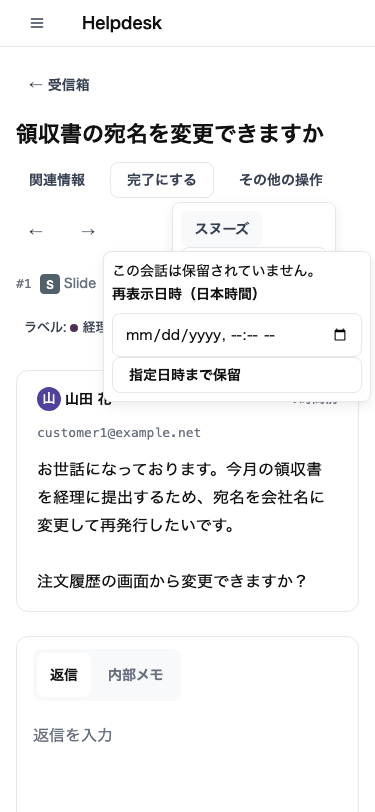 Helpdesk
← 受信箱
領収書の宛名を変更できますか
関連情報 完了にする その他の操作
← →
スヌーズ
#1 S Slide
この会話は保留されていません。
再表示日時（日本時間）
ラベル: 経理
mm/dd/yyyy, --:-- --
指定日時まで保留
山 山田 花
customer1@example.net
お世話になっております。今月の領収書
を経理に提出するため、宛名を会社名に
変更して再発行したいです。
注文履歴の画面から変更できますか？
返信 内部メモ
返信を入力